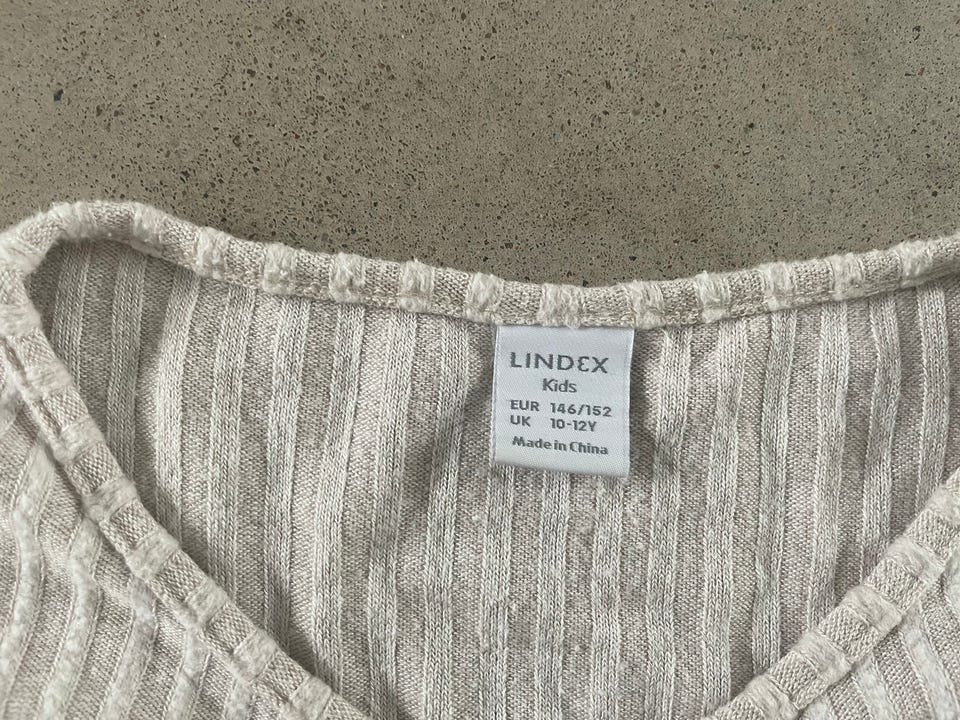 LINDEX
Kids
EUR 146/152
UK 10-12Y
Made in China